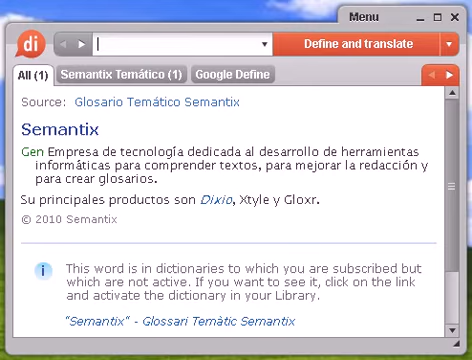 Menu
di
Define and translate
All (1)
Semantix Temático (1)
Google Define
Source: Glosario Temático Semantix
Semantix
Gen Empresa de tecnología dedicada al desarrollo de herramientas
informáticas para comprender textos, para mejorar la redacción y
para crear glosarios.
Su principales productos son Dixio, Xtyle y Gloxr.
© 2010 Semantix
i
This word is in dictionaries to which you are subscribed but
which are not active. If you want to see it, click on the link
and activate the dictionary in your Library.
"Semantix" - Glossari Temàtic Semantix